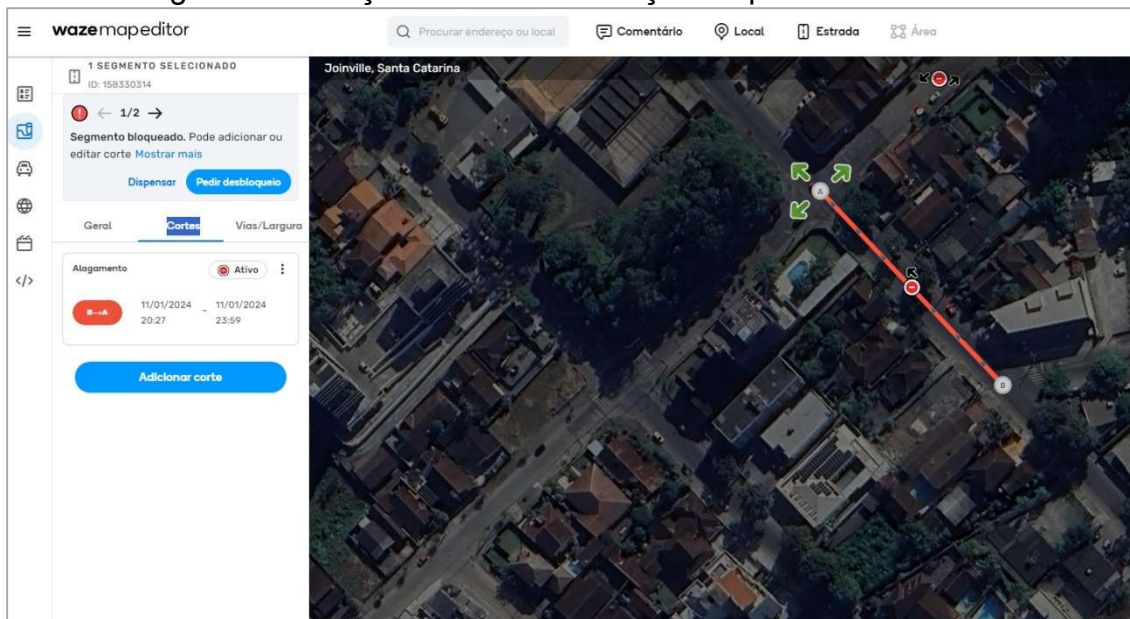 wazemapeditor
Procurar endereço ou local
Comentário
Local
Estrada
Área
1 SEGMENTO SELECIONADO
ID: 158330314
1/2
Segmento bloqueado. Pode adicionar ou
editar corte Mostrar mais
Dispensar
Pedir desbloqueio
Geral
Cortes
Vias/Largura
Alagamento
Ativo
B→A
11/01/2024 - 11/01/2024
20:27 23:59
Adicionar corte
Joinville, Santa Catarina
A
B